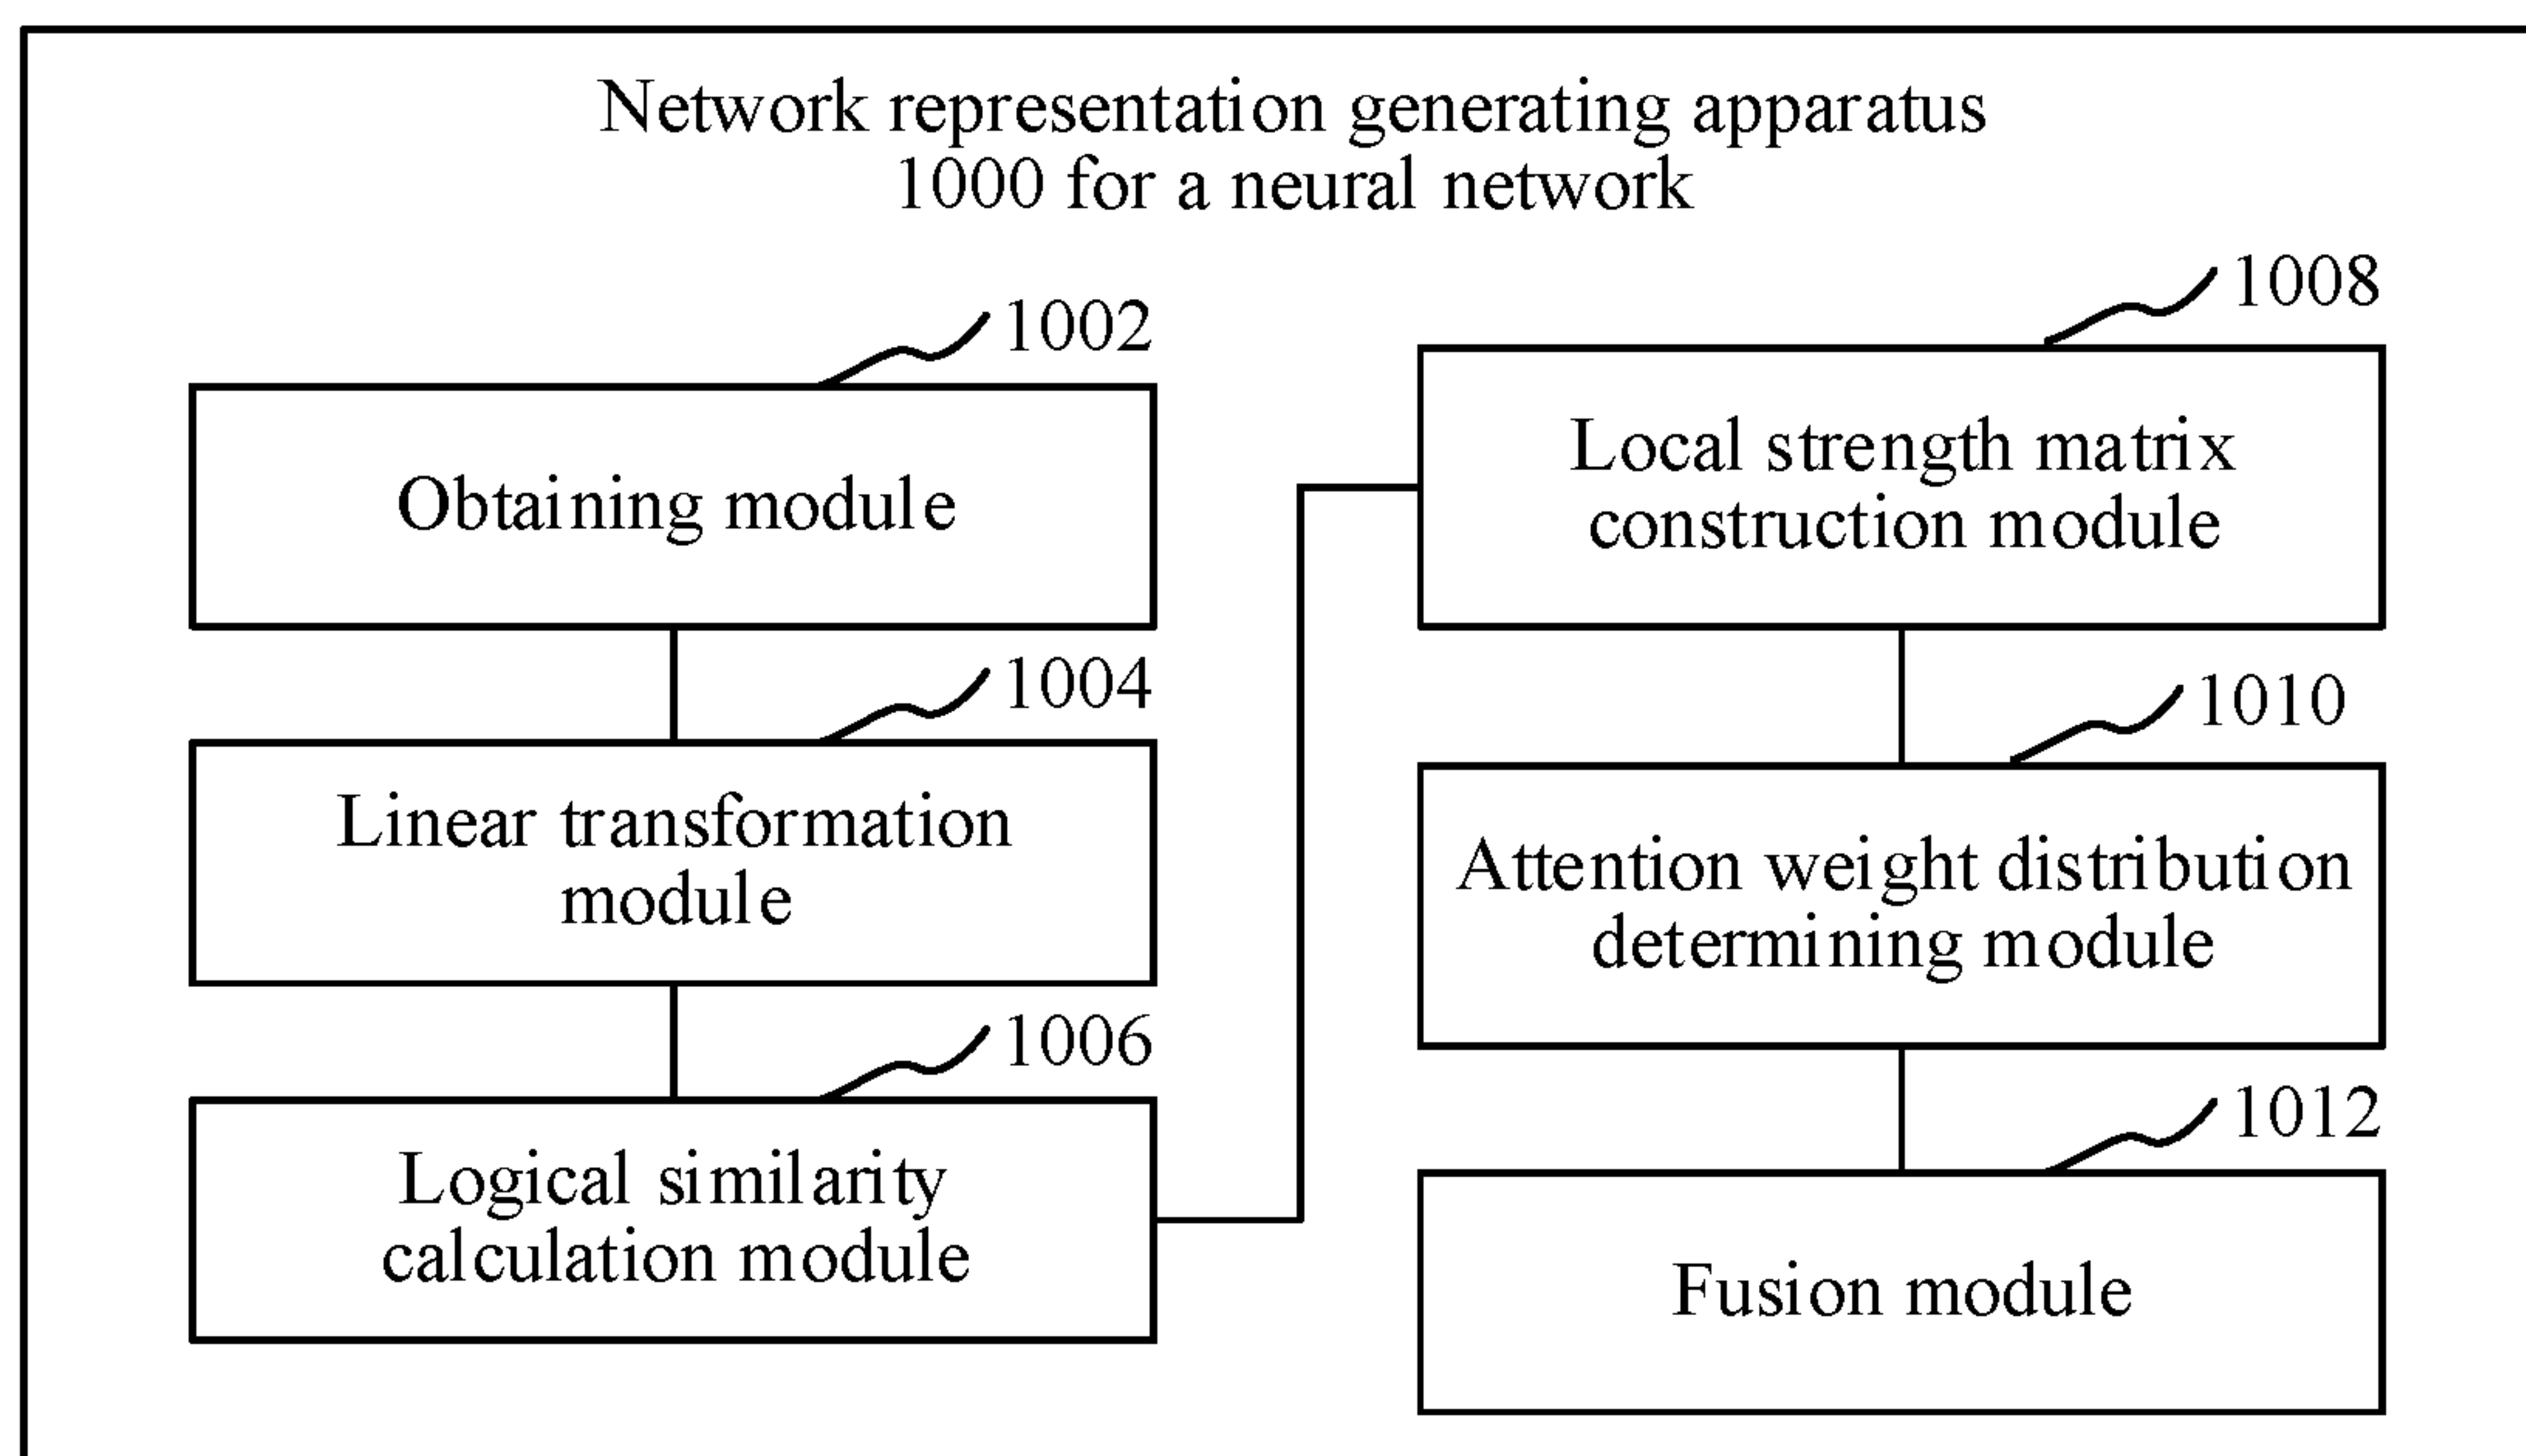 Network representation generating apparatus
1000 for a neural network
1002
Obtaining module
1004
Linear transformation
module
1006
Logical similarity
calculation module
1008
Local strength matrix
construction module
1010
Attention weight distribution
determining module
1012
Fusion module